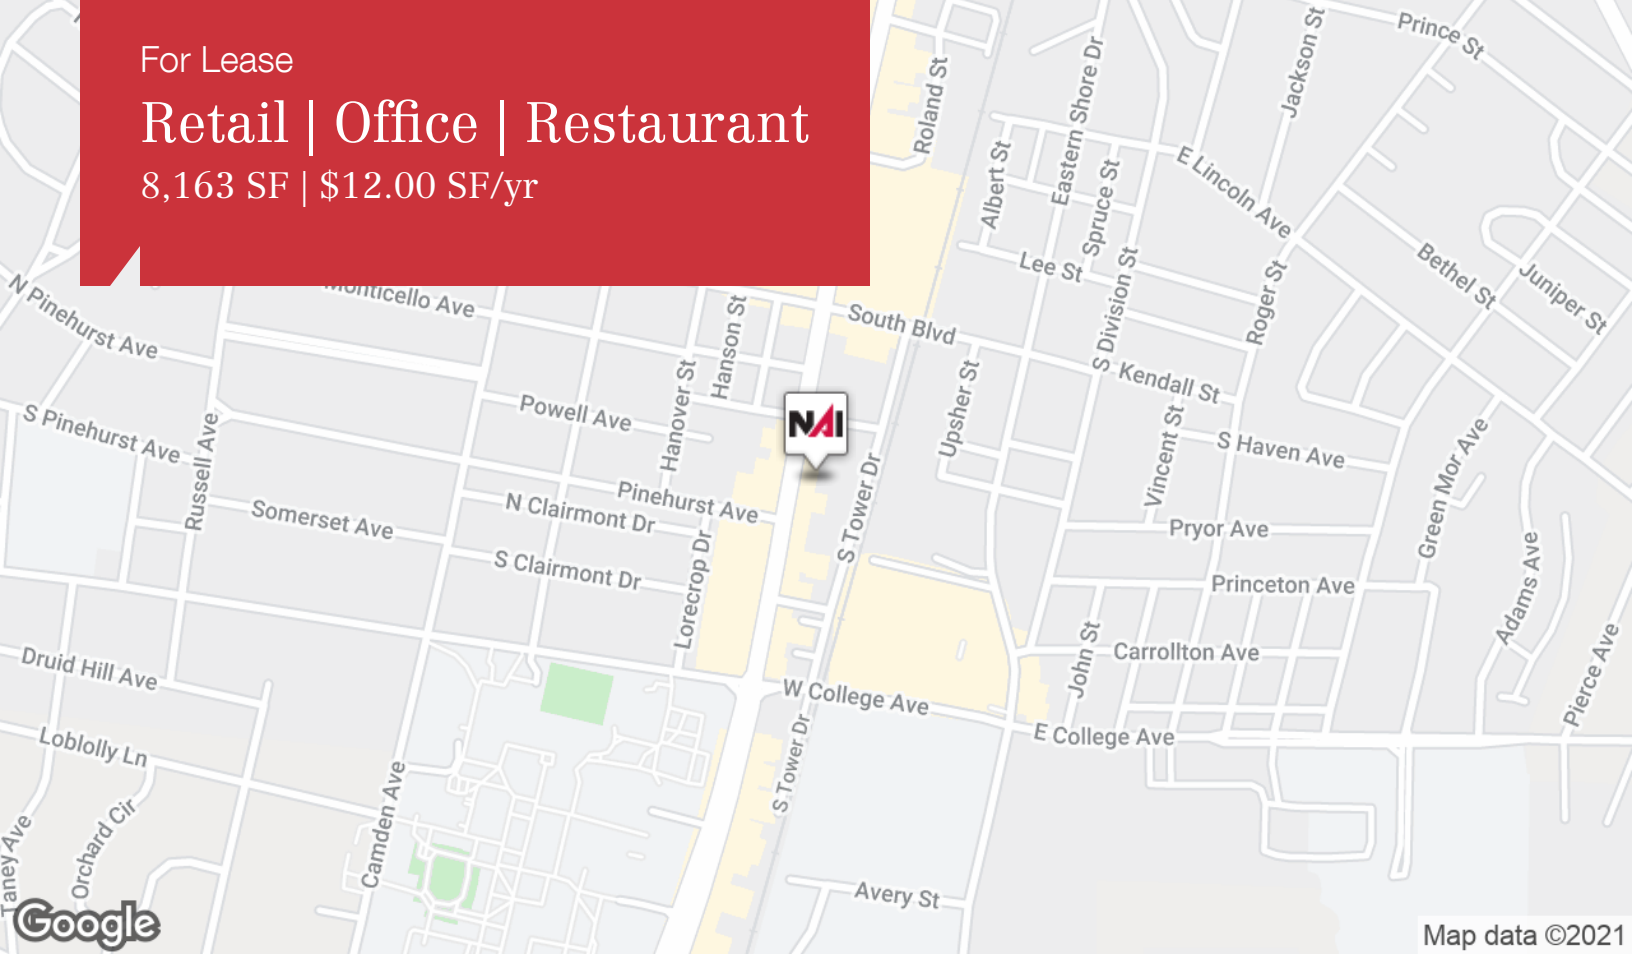 For Lease
Retail | Office | Restaurant
8,163 SF | $12.00 SF/yr
Prince St
Jackson St
Roland St
Eastern Shore Dr
Albert St
Spruce St
E Lincoln Ave
Lee St
S Division St
Roger St
Bethel St
Juniper St
N Pinehurst Ave
Monticello Ave
Hanson St
South Blvd
Kendall St
Upsher St
Hanover St
Powell Ave
NAI
S Pinehurst Ave
Russell Ave
Vincent St
S Haven Ave
Green Mor Ave
Pinehurst Ave
N Clairmont Dr
Somerset Ave
S Clairmont Dr
Lorecrop Dr
S Tower Dr
Pryor Ave
Princeton Ave
Adams Ave
John St
Carrollton Ave
Pierce Ave
Druid Hill Ave
W College Ave
E College Ave
Loblolly Ln
S Tower Dr
Camden Ave
Orchard Cir
Taney Ave
Avery St
Google
Map data ©2021